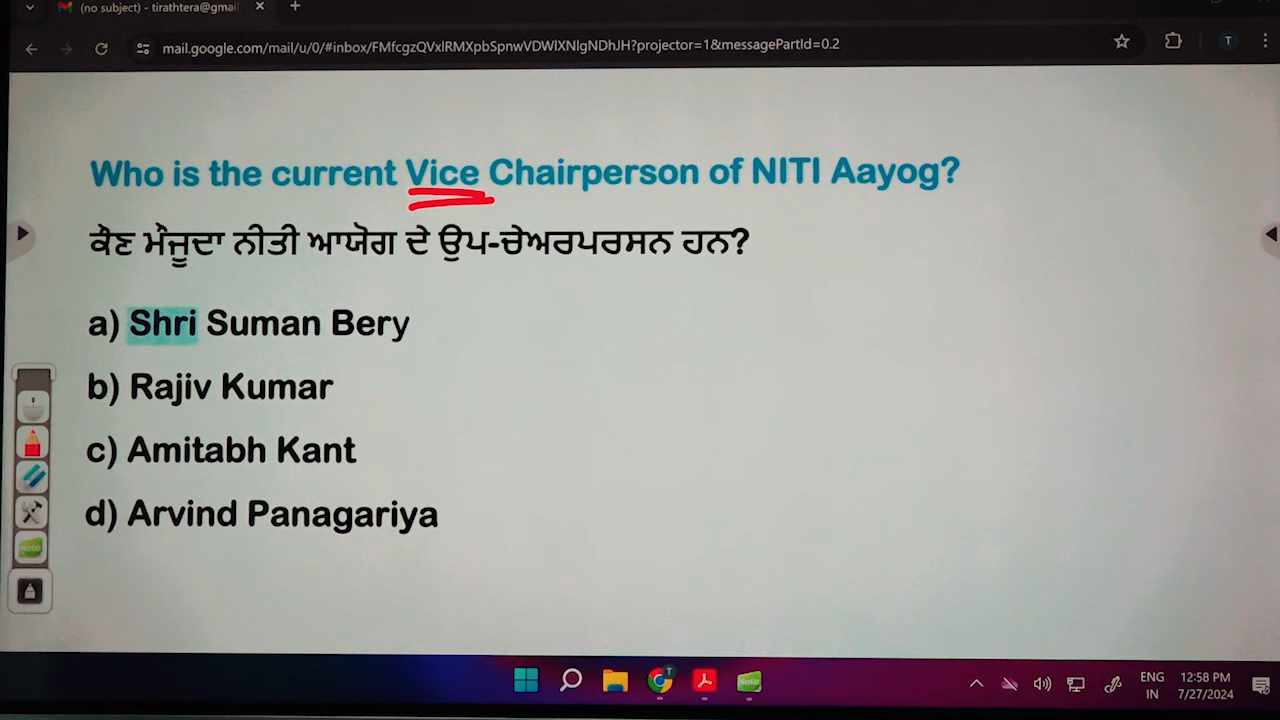 (no subject) - tirathtera@gmail
mail.google.com/mail/u/0/#inbox/FMfcgzQVxlRMXpbSpnwVDWlXNlgNDhJH?projector=1&messagePartId=0.2
T
Who is the current Vice Chairperson of NITI Aayog?
ਕੌਣ ਮੌਜੂਦਾ ਨੀਤੀ ਆਯੋਗ ਦੇ ਉਪ-ਚੇਅਰਪਰਸਨ ਹਨ?
a) Shri Suman Bery
b) Rajiv Kumar
c) Amitabh Kant
d) Arvind Panagariya
Note
T
Note
ENG
IN
12:58 PM
7/27/2024